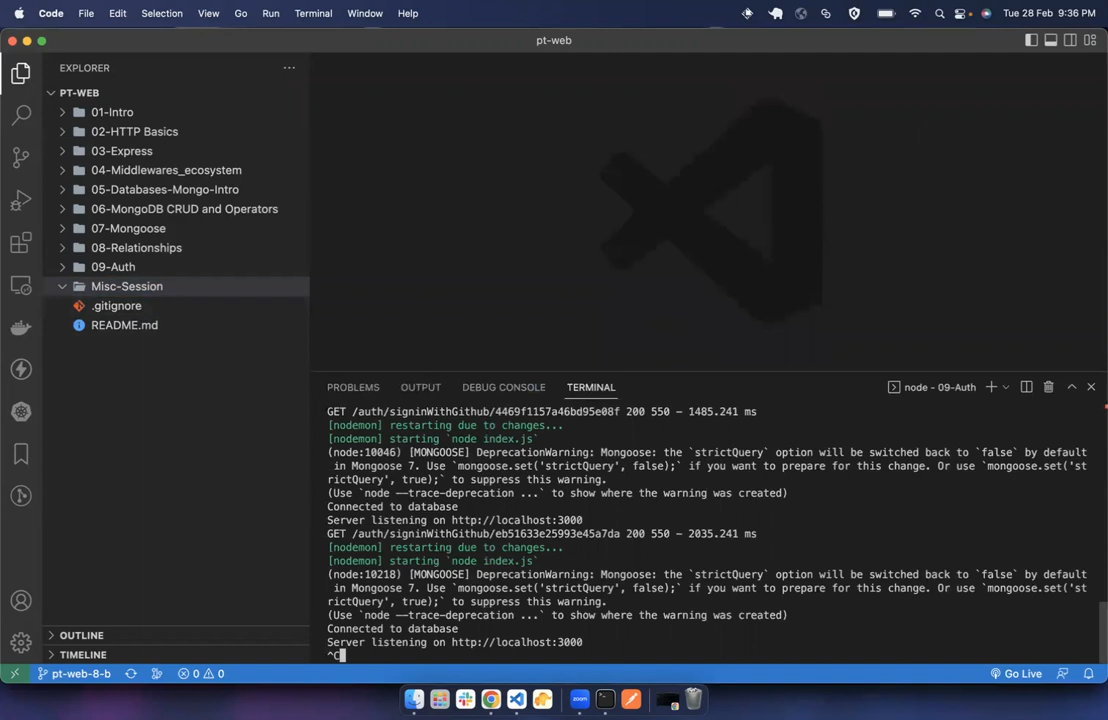 Code File Edit Selection View Go Run Terminal Window Help Tue 28 Feb 9:36 PM
pt-web
EXPLORER
PT-WEB
01-Intro
02-HTTP Basics
03-Express
04-Middlewares_ecosystem
05-Databases-Mongo-Intro
06-MongoDB CRUD and Operators
07-Mongoose
08-Relationships
09-Auth
Misc-Session
.gitignore
README.md
OUTLINE
TIMELINE
PROBLEMS OUTPUT DEBUG CONSOLE TERMINAL node - 09-Auth
GET /auth/signinWithGithub/4469f1157a46bd95e08f 200 550 - 1485.241 ms
[nodemon] restarting due to changes...
[nodemon] starting `node index.js`
(node:10046) [MONGOOSE] DeprecationWarning: Mongoose: the `strictQuery` option will be switched back to `false` by default
in Mongoose 7. Use `mongoose.set('strictQuery', false);` if you want to prepare for this change. Or use `mongoose.set('st
rictQuery', true);` to suppress this warning.
(Use `node --trace-deprecation ...` to show where the warning was created)
Connected to database
Server listening on http://localhost:3000
GET /auth/signinWithGithub/eb51633e25993e45a7da 200 550 - 2035.241 ms
[nodemon] restarting due to changes...
[nodemon] starting `node index.js`
(node:10218) [MONGOOSE] DeprecationWarning: Mongoose: the `strictQuery` option will be switched back to `false` by default
in Mongoose 7. Use `mongoose.set('strictQuery', false);` if you want to prepare for this change. Or use `mongoose.set('st
rictQuery', true);` to suppress this warning.
(Use `node --trace-deprecation ...` to show where the warning was created)
Connected to database
Server listening on http://localhost:3000
^C
pt-web-8-b 0 0 Go Live
zoom